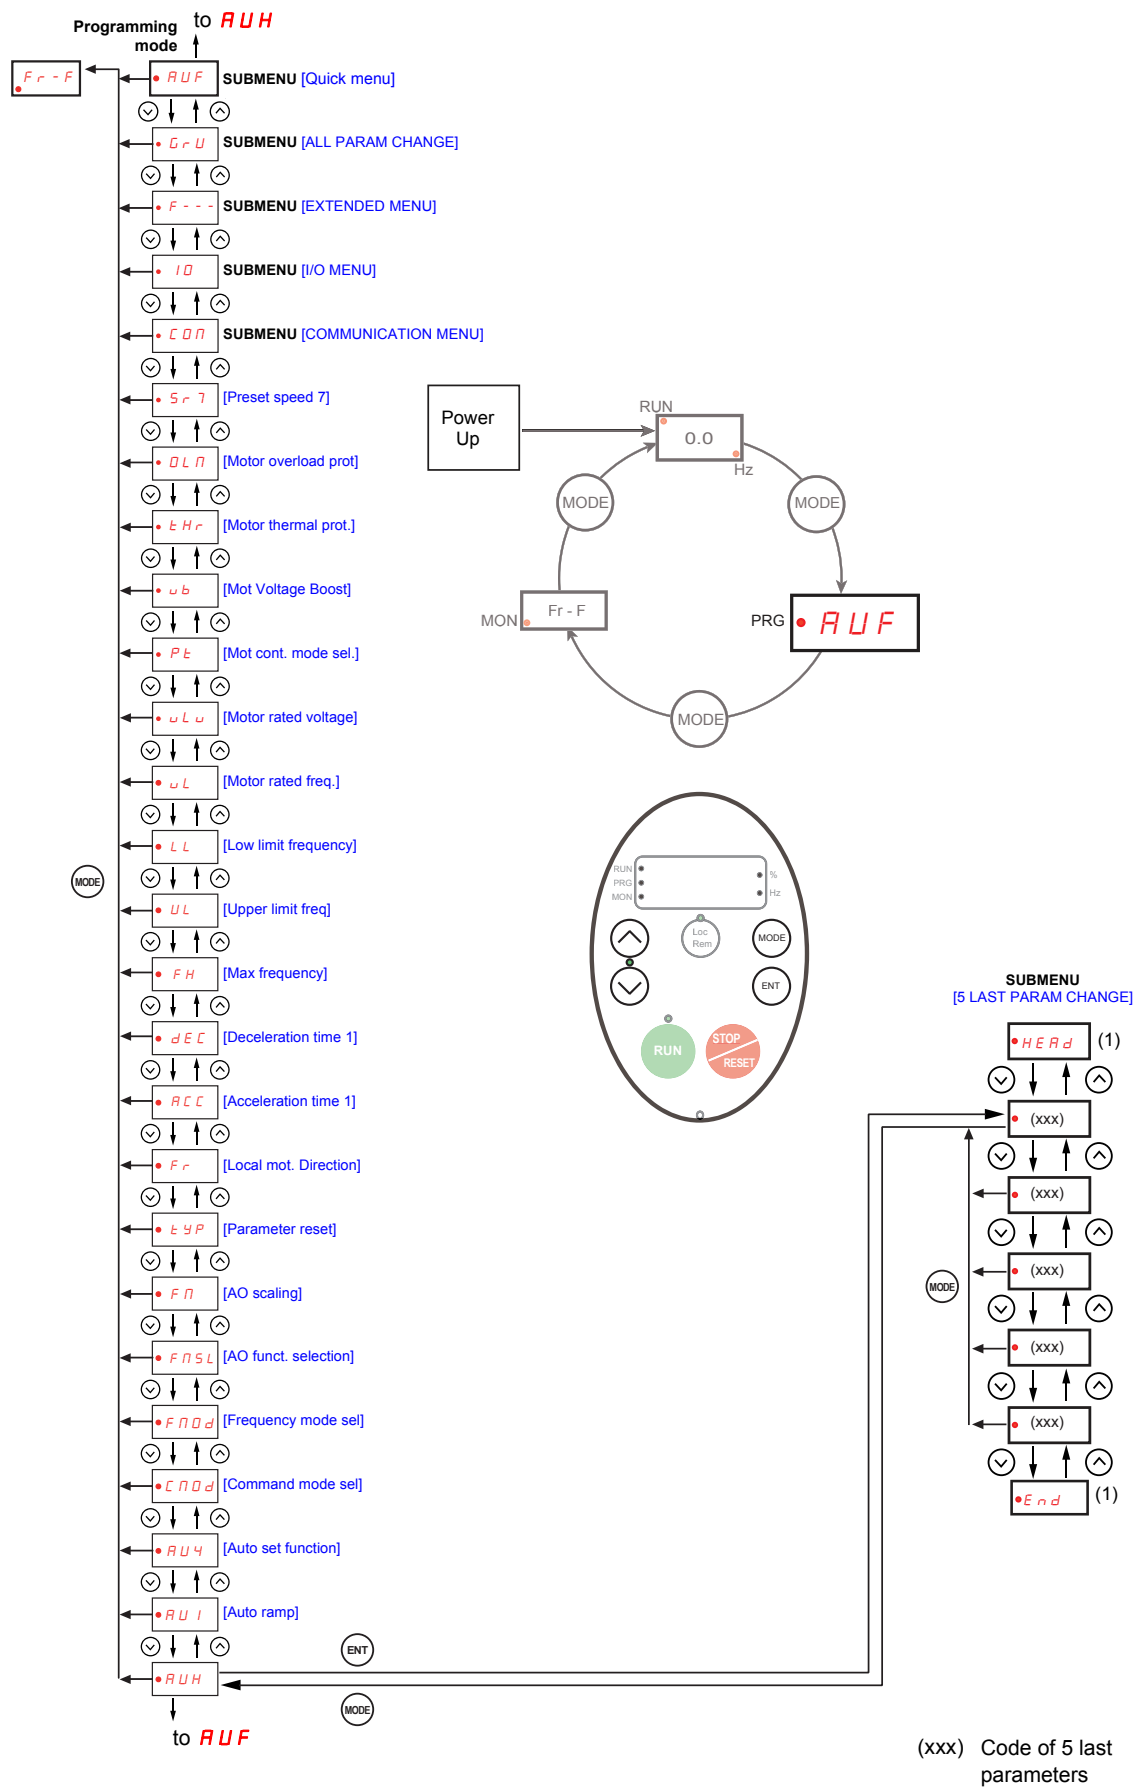 to AUH
Programming
mode
Fr-F
AUF SUBMENU [Quick menu]
GrU SUBMENU [ALL PARAM CHANGE]
F--- SUBMENU [EXTENDED MENU]
IO SUBMENU [I/O MENU]
COM SUBMENU [COMMUNICATION MENU]
Sr7 [Preset speed 7]
OLM [Motor overload prot]
tHr [Motor thermal prot.]
ub [Mot Voltage Boost]
Pt [Mot cont. mode sel.]
uLu [Motor rated voltage]
uL [Motor rated freq.]
LL [Low limit frequency]
UL [Upper limit freq]
FH [Max frequency]
dEC [Deceleration time 1]
ACC [Acceleration time 1]
Fr [Local mot. Direction]
tYP [Parameter reset]
FM [AO scaling]
FMSL [AO funct. selection]
FMOd [Frequency mode sel]
CMOd [Command mode sel]
AU4 [Auto set function]
AU1 [Auto ramp]
AUH
MODE
ENT
MODE
to AUF
Power
Up
RUN
0.0
Hz
MODE
MODE
MON
Fr - F
PRG
AUF
MODE
RUN
PRG
MON
%
Hz
Loc
Rem
MODE
ENT
RUN
STOP
RESET
SUBMENU
[5 LAST PARAM CHANGE]
HEAd (1)
(xxx)
(xxx)
(xxx)
(xxx)
(xxx)
MODE
End (1)
(xxx) Code of 5 last
parameters